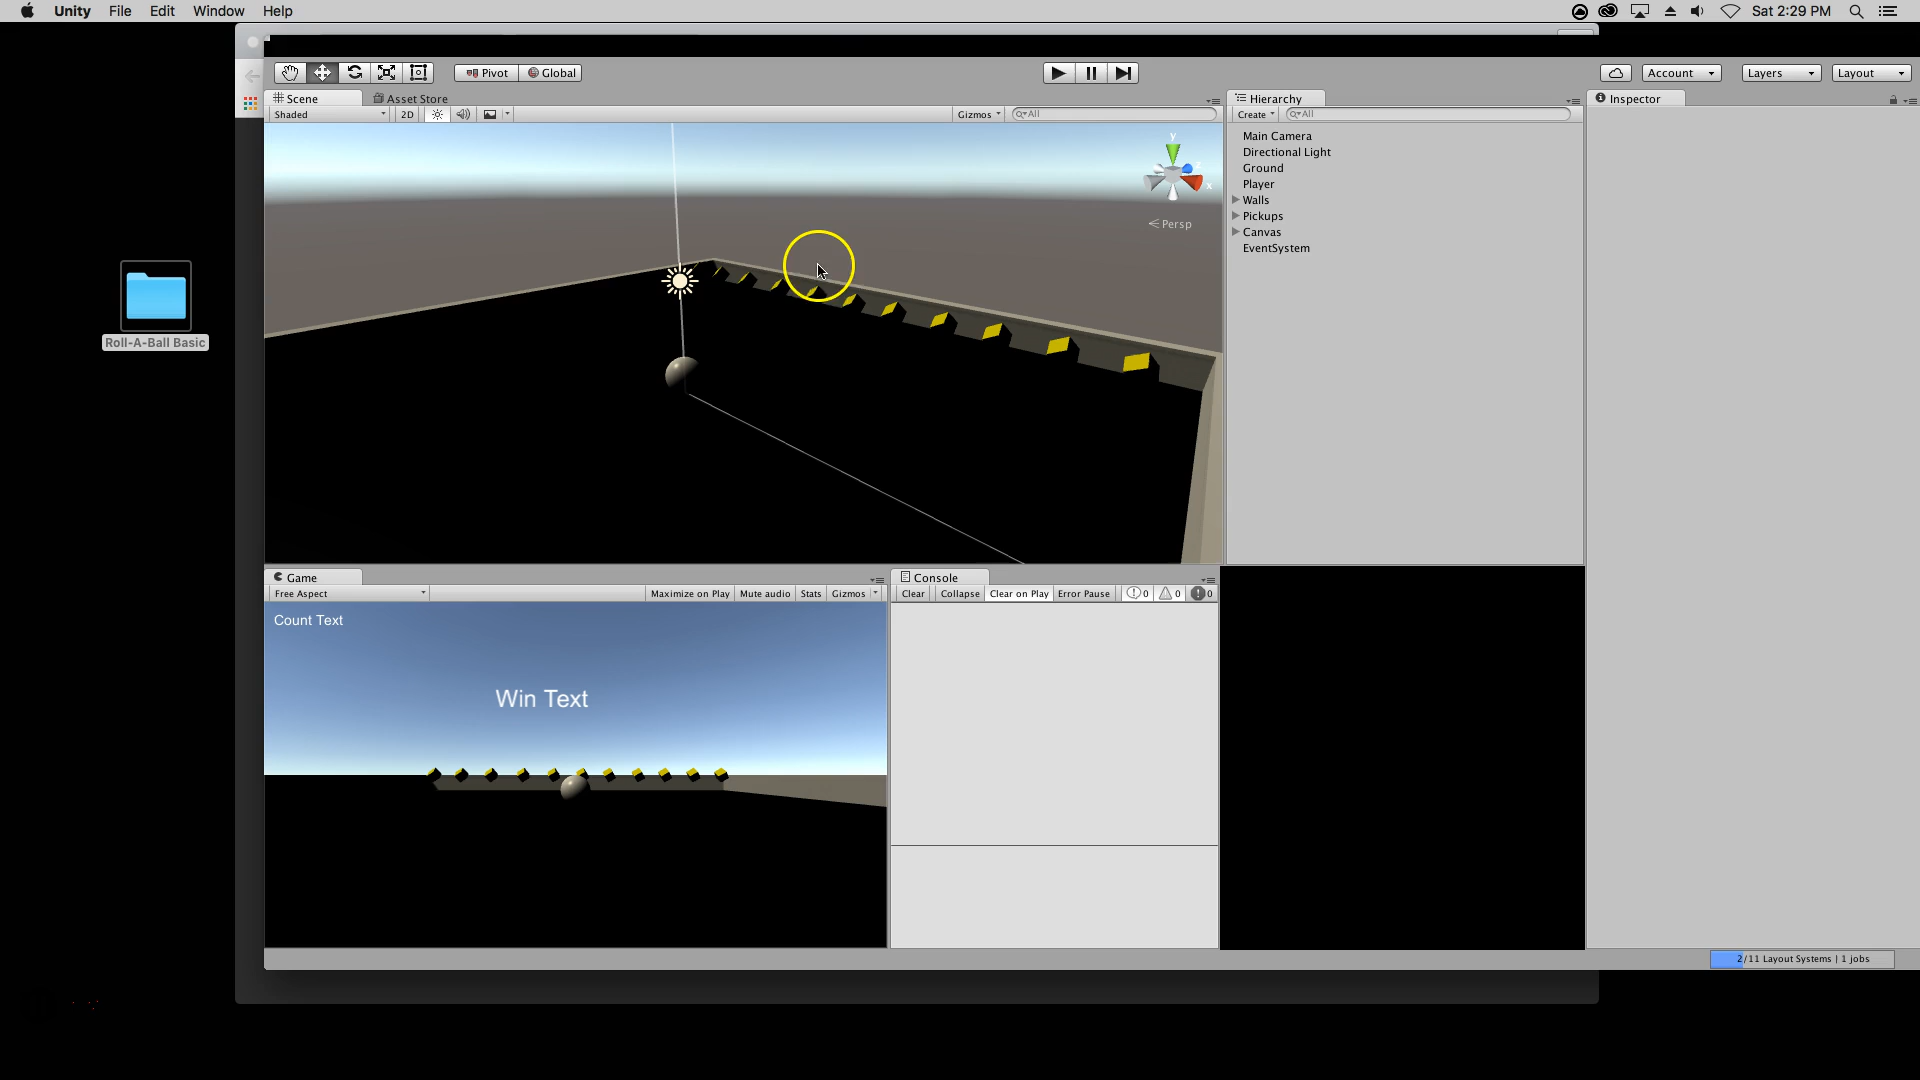 Unity File Edit Window Help Sat 2:29 PM
Pivot Global Account Layers Layout
Scene Asset Store Hierarchy Inspector
Shaded 2D Gizmos All Create All
y
x
Persp
Main Camera
Directional Light
Ground
Player
Walls
Pickups
Canvas
EventSystem
Roll-A-Ball Basic
Game Console
Free Aspect Maximize on Play Mute audio Stats Gizmos Clear Collapse Clear on Play Error Pause 0 0 0
Count Text
Win Text
2/11 Layout Systems | 1 jobs